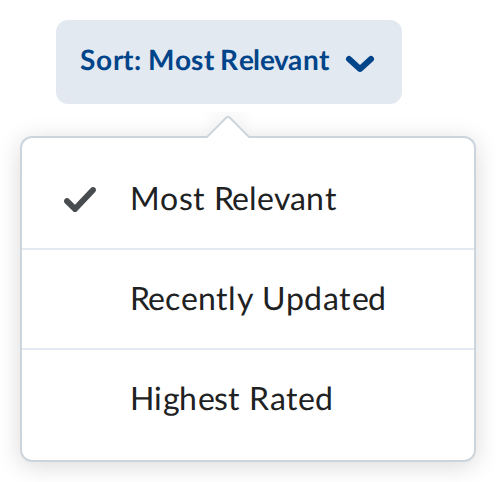 Sort: Most Relevant
Most Relevant
Recently Updated
Highest Rated